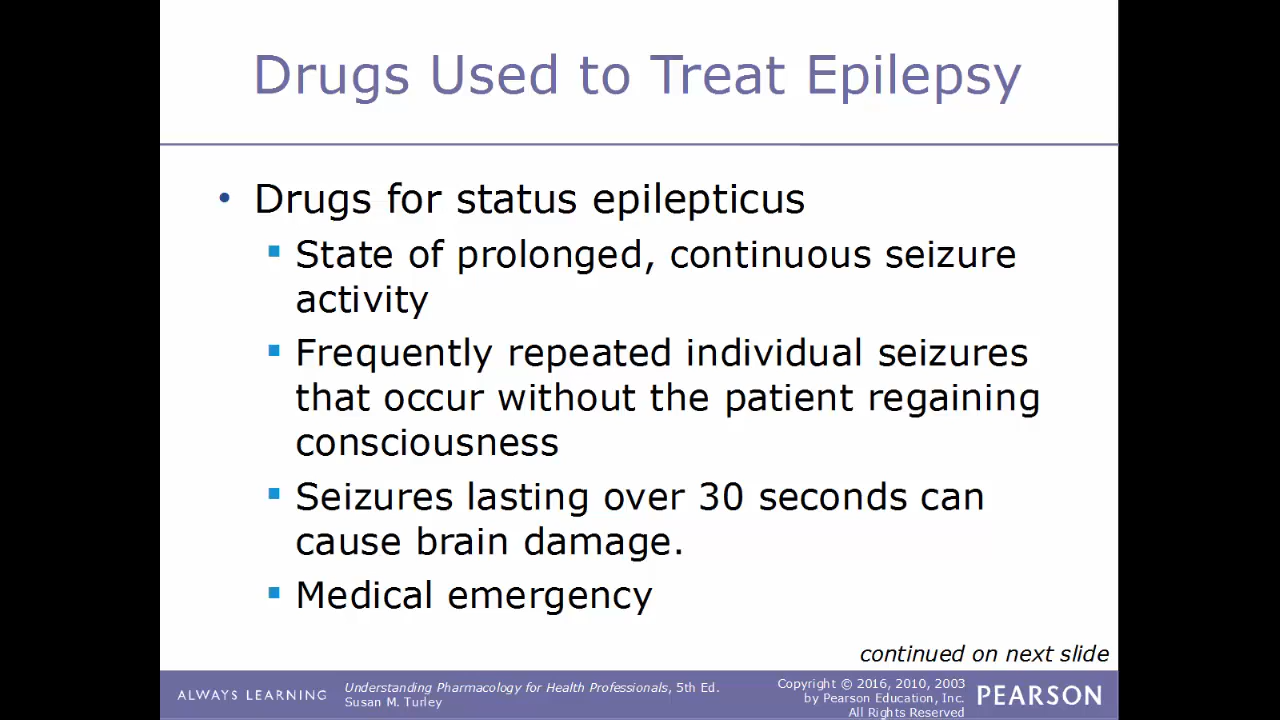 Drugs Used to Treat Epilepsy
• Drugs for status epilepticus
▪ State of prolonged, continuous seizure
activity
▪ Frequently repeated individual seizures
that occur without the patient regaining
consciousness
▪ Seizures lasting over 30 seconds can
cause brain damage.
▪ Medical emergency
continued on next slide
ALWAYS LEARNING
Understanding Pharmacology for Health Professionals, 5th Ed.
Susan M. Turley
Copyright © 2016, 2010, 2003
by Pearson Education, Inc.
All Rights Reserved
PEARSON